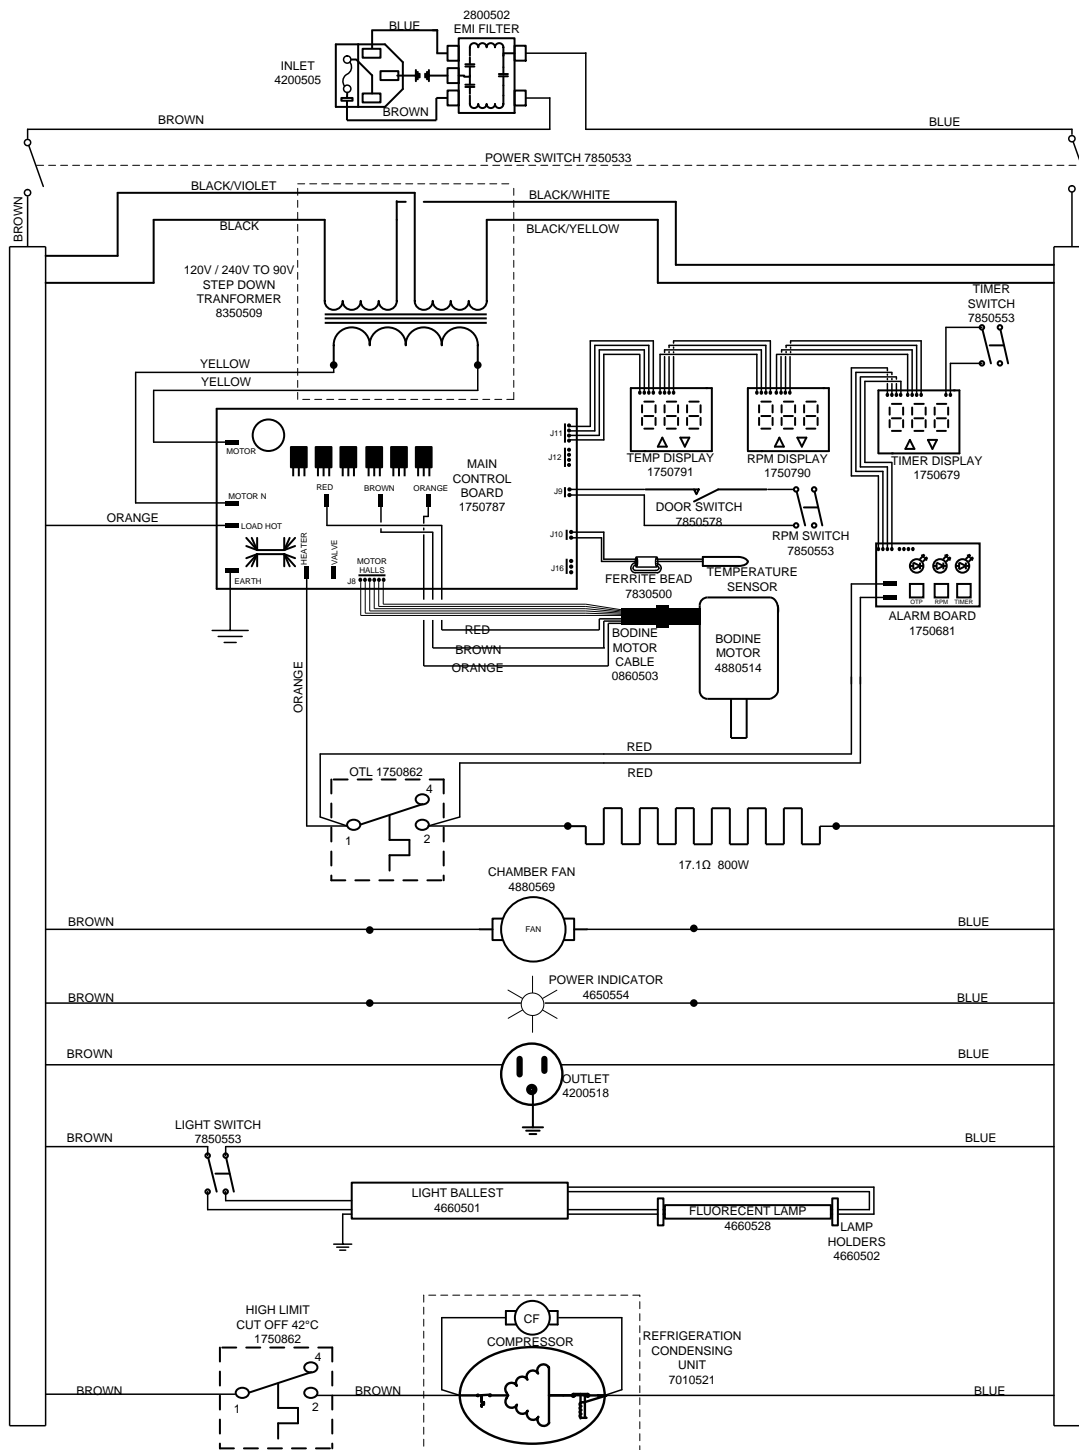 BLUE
2800502
EMI FILTER
INLET
4200505
BROWN
BROWN
BLUE
POWER SWITCH 7850533
BROWN
BLACK/VIOLET
BLACK/WHITE
BLACK
BLACK/YELLOW
120V / 240V TO 90V
STEP DOWN
TRANFORMER
8350509
TIMER
SWITCH
7850553
YELLOW
YELLOW
MOTOR
MOTOR N
LOAD HOT
EARTH
HEATER
VALVE
RED
BROWN
ORANGE
MAIN
CONTROL
BOARD
1750787
MOTOR
HALLS
J8
J11
J12
J9
J10
J16
TEMP DISPLAY
1750791
RPM DISPLAY
1750790
TIMER DISPLAY
1750679
DOOR SWITCH
7850578
RPM SWITCH
7850553
ORANGE
FERRITE BEAD
7830500
TEMPERATURE
SENSOR
OTP
RPM
TIMER
ALARM BOARD
1750681
RED
BROWN
ORANGE
BODINE
MOTOR
CABLE
0860503
BODINE
MOTOR
4880514
ORANGE
RED
RED
OTL 1750862
4
1
2
17.1Ω 800W
CHAMBER FAN
4880569
BROWN
FAN
BLUE
POWER INDICATOR
4650554
BROWN
BLUE
BROWN
BLUE
OUTLET
4200518
LIGHT SWITCH
7850553
BROWN
BLUE
LIGHT BALLEST
4660501
FLUORECENT LAMP
4660528
LAMP
HOLDERS
4660502
HIGH LIMIT
CUT OFF 42°C
1750862
4
1
2
BROWN
BROWN
CF
COMPRESSOR
REFRIGERATION
CONDENSING
UNIT
7010521
BLUE